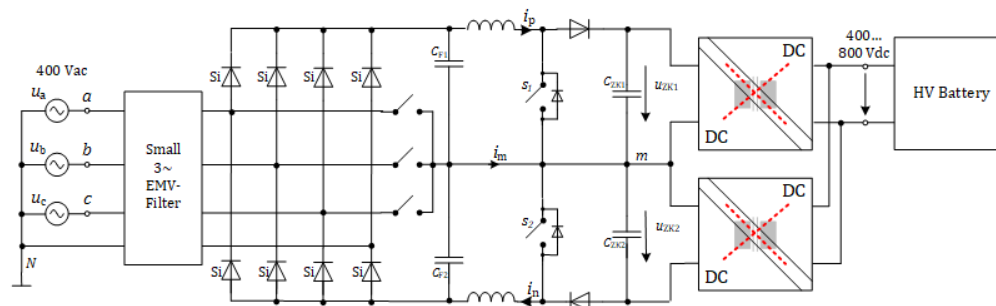 400 Vac
u_a
a
u_b
b
u_c
c
N
Small
3~
EMV-
Filter
Si
Si
Si
Si
Si
Si
Si
Si
C_F1
C_F2
i_p
i_m
i_n
s_1
s_2
m
C_ZK1
u_ZK1
C_ZK2
u_ZK2
DC
DC
DC
DC
400...
800 Vdc
HV Battery